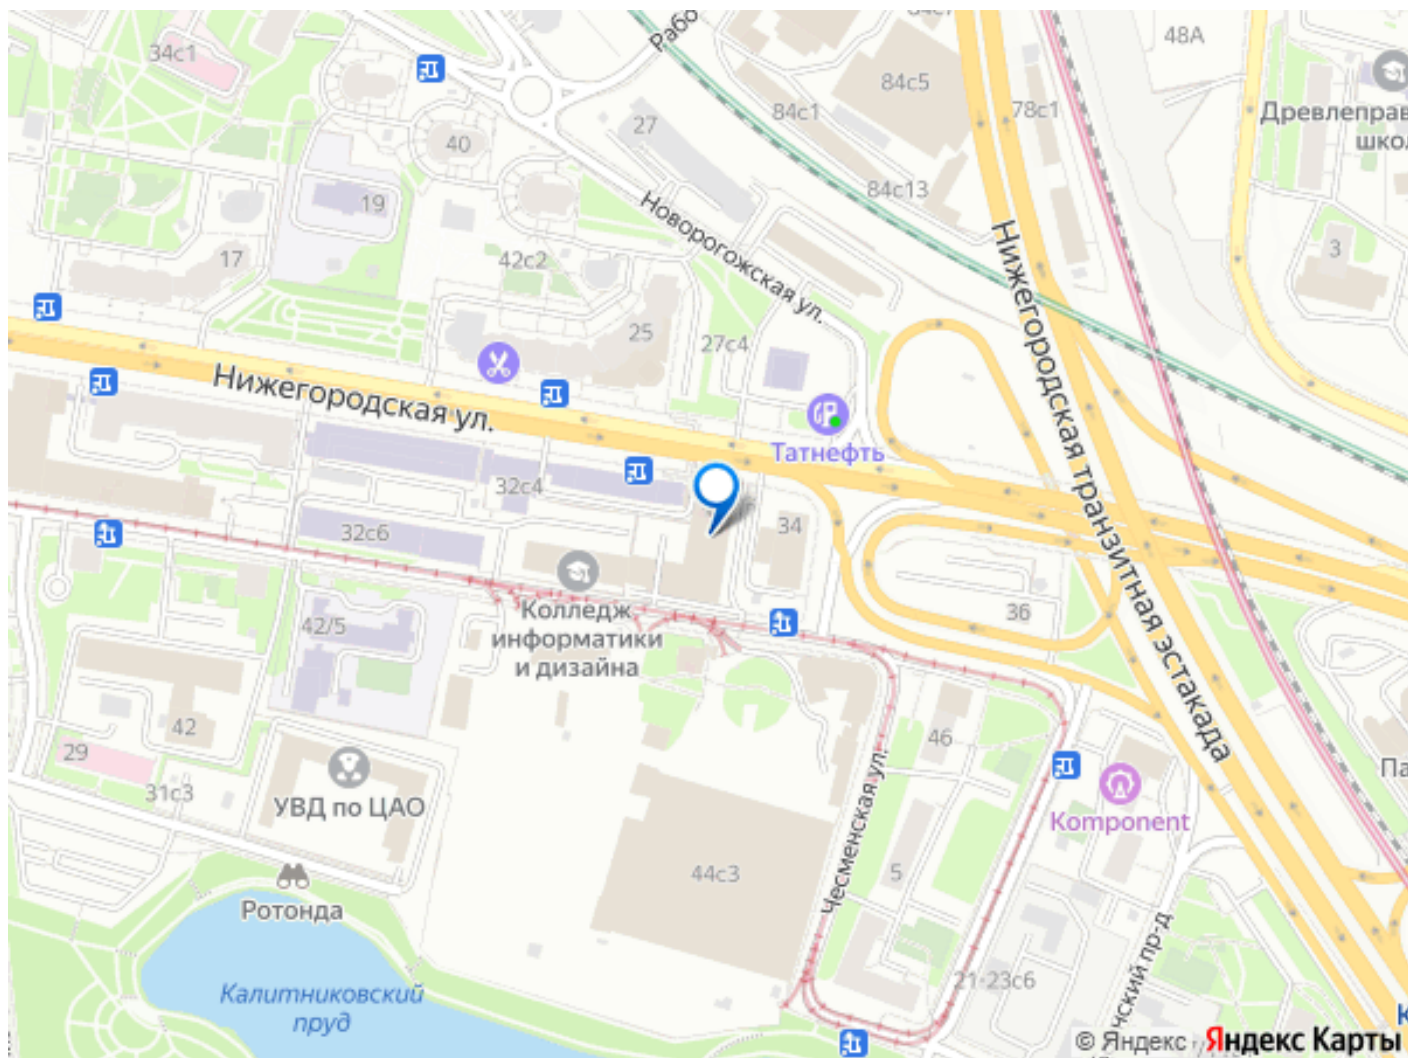 34с1
84с5
48А
84с1
78с1
Древлеправ
27
40
84с13
19
Новорогожская ул.
Нижегородская транзитная эстакада
3
17
42с2
25
27с4
Нижегородская ул.
Татнефть
32с4
34
32с6
Колледж
информатики
и дизайна
36
42/5
42
46
29
31с3
УВД по ЦАО
Чесменская ул.
Komponent
44с3
5
Ротонда
21-23с6
Калитниковский
пруд
© Яндекс
Яндекс Карты